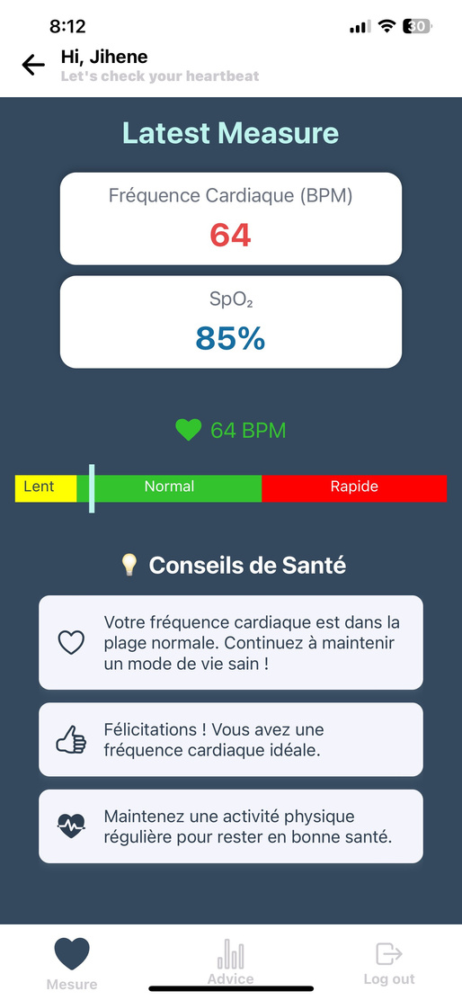 8:12
30
Hi, Jihene
Let's check your heartbeat
Latest Measure
Fréquence Cardiaque (BPM)
64
SpO₂
85%
64 BPM
Lent
Normal
Rapide
Conseils de Santé
Votre fréquence cardiaque est dans la
plage normale. Continuez à maintenir
un mode de vie sain !
Félicitations ! Vous avez une
fréquence cardiaque idéale.
Maintenez une activité physique
régulière pour rester en bonne santé.
Mesure
Advice
Log out